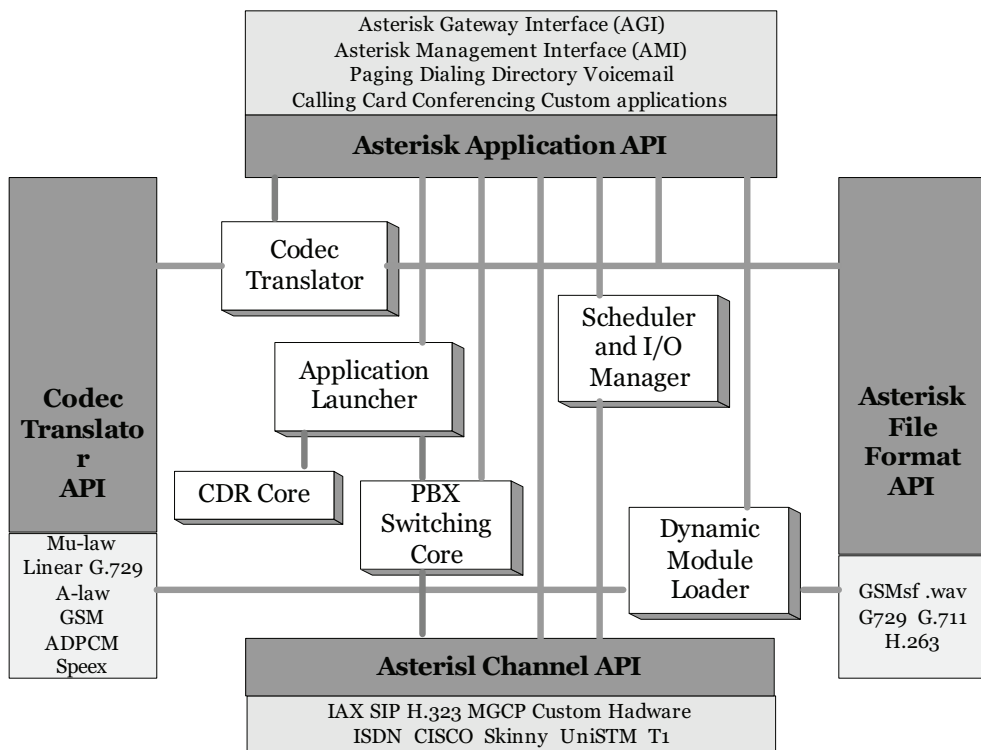 Asterisk Gateway Interface (AGI)
Asterisk Management Interface (AMI)
Paging Dialing Directory Voicemail
Calling Card Conferencing Custom applications
Asterisk Application API
Codec
Translator
Scheduler
and I/O
Manager
Application
Launcher
Codec
Translato
r
API
Asterisk
File
Format
API
CDR Core
PBX
Switching
Core
Dynamic
Module
Loader
Mu-law
Linear G.729
A-law
GSM
ADPCM
Speex
GSMsf .wav
G729 G.711
H.263
Asterisl Channel API
IAX SIP H.323 MGCP Custom Hadware
ISDN CISCO Skinny UniSTM T1